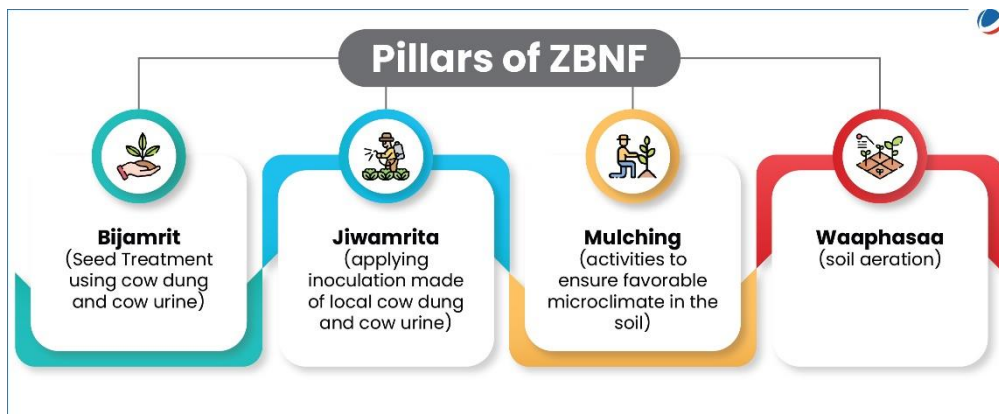 Pillars of ZBNF
Bijamrit
(Seed Treatment
using cow dung
and cow urine)
Jiwamrita
(applying
inoculation made
of local cow dung
and cow urine)
Mulching
(activities to
ensure favorable
microclimate in the
soil)
Waaphasaa
(soil aeration)